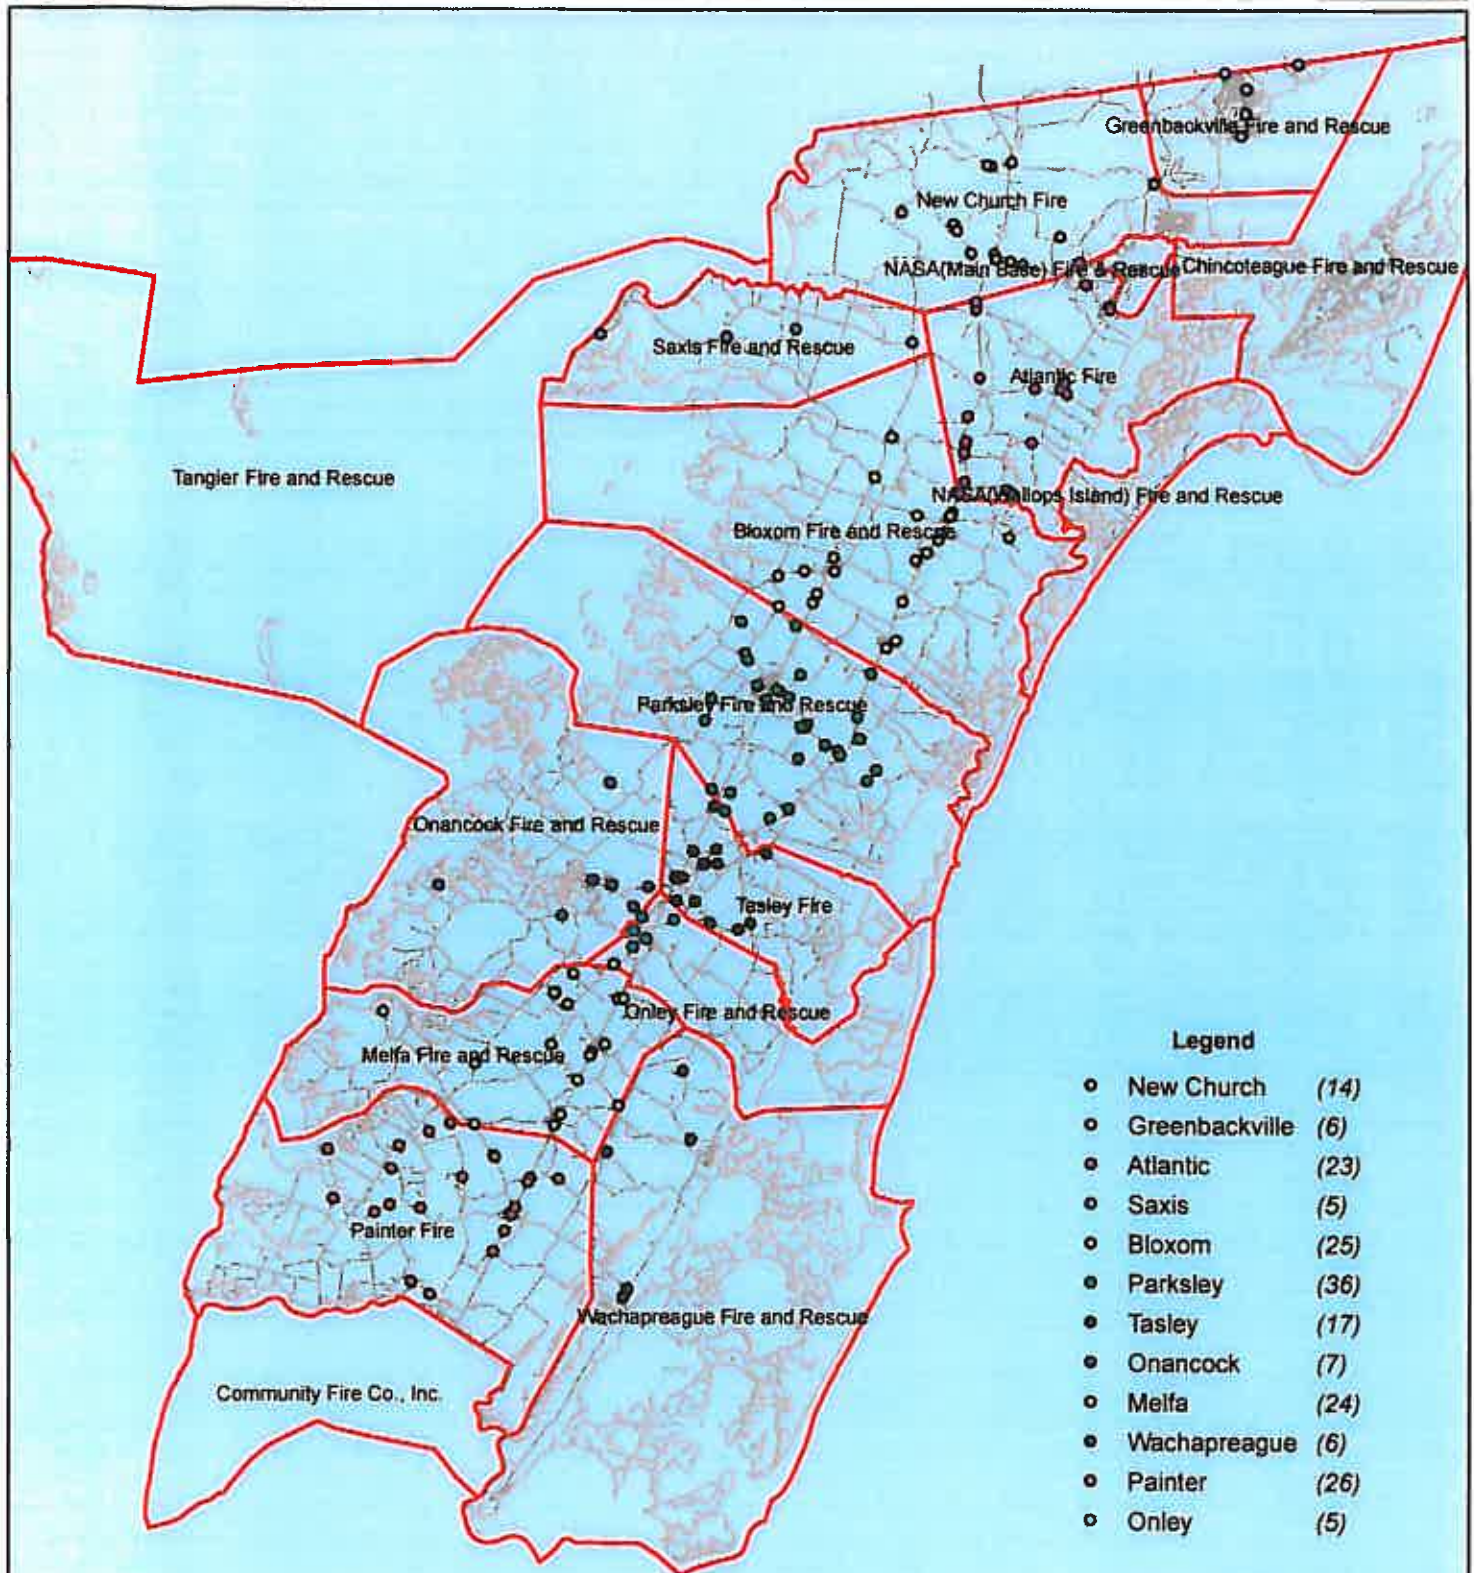 Greenbackville Fire and Rescue
New Church Fire
NASA(Main Base) Fire & Rescue
Chincoteague Fire and Rescue
Saxis Fire and Rescue
Atlantic Fire
Tangier Fire and Rescue
NASA(Wallops Island) Fire and Rescue
Bloxom Fire and Rescue
Parksley Fire and Rescue
Onancock Fire and Rescue
Tasley Fire
Onley Fire and Rescue
Melfa Fire and Rescue
Painter Fire
Wachapreague Fire and Rescue
Community Fire Co., Inc.
Legend
New Church (14)
Greenbackville (6)
Atlantic (23)
Saxis (5)
Bloxom (25)
Parksley (36)
Tasley (17)
Onancock (7)
Melfa (24)
Wachapreague (6)
Painter (26)
Onley (5)